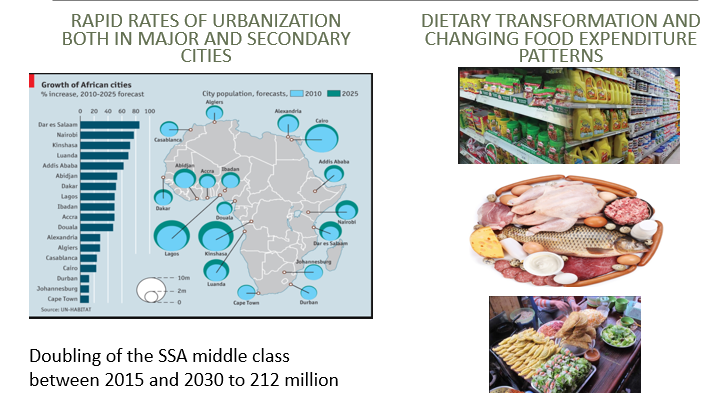 RAPID RATES OF URBANIZATION
BOTH IN MAJOR AND SECONDARY
CITIES
Growth of African cities
% increase, 2010-2025 forecast
0 20 40 60 80 100
Dar es Salaam
Nairobi
Kinshasa
Luanda
Addis Ababa
Abidjan
Dakar
Lagos
Ibadan
Accra
Douala
Alexandria
Algiers
Casablanca
Cairo
Durban
Johannesburg
Cape Town
Source: UN-HABITAT
City population, forecasts, 2010 2025
Algiers
Alexandria
Cairo
Casablanca
Abidjan
Accra
Ibadan
Addis Ababa
Dakar
Douala
Nairobi
Lagos
Kinshasa
Dar es Salaam
Luanda
Johannesburg
Cape Town
Durban
10m
2m
0
Doubling of the SSA middle class
between 2015 and 2030 to 212 million
DIETARY TRANSFORMATION AND
CHANGING FOOD EXPENDITURE
PATTERNS